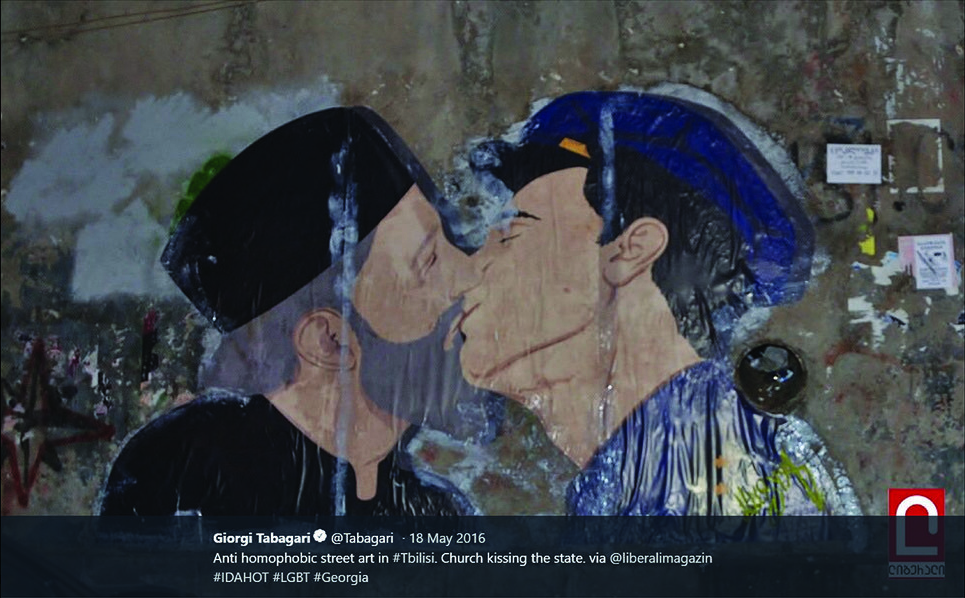 Giorgi Tabagari @Tabagari · 18 May 2016
Anti homophobic street art in #Tbilisi. Church kissing the state. via @liberalimagazin
#IDAHOT #LGBT #Georgia
ლიბერალი